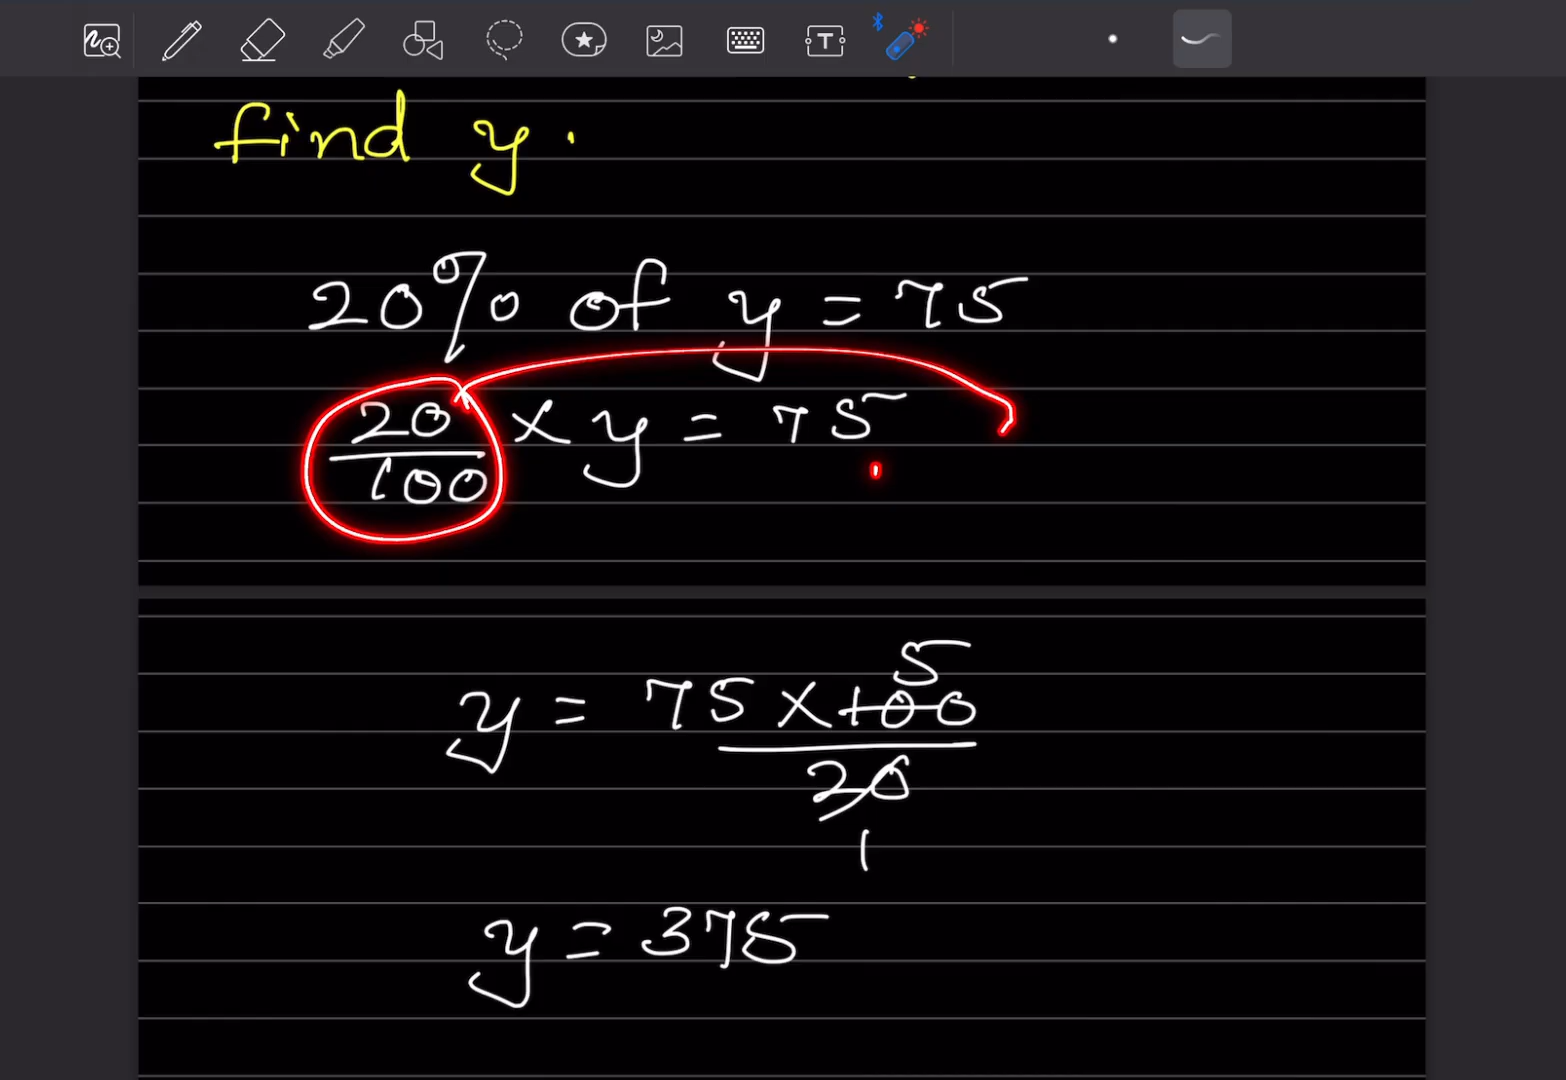 find y.
20% of y = 75
20/100 × y = 75
y = 75 × 100/20
5
1
y = 375